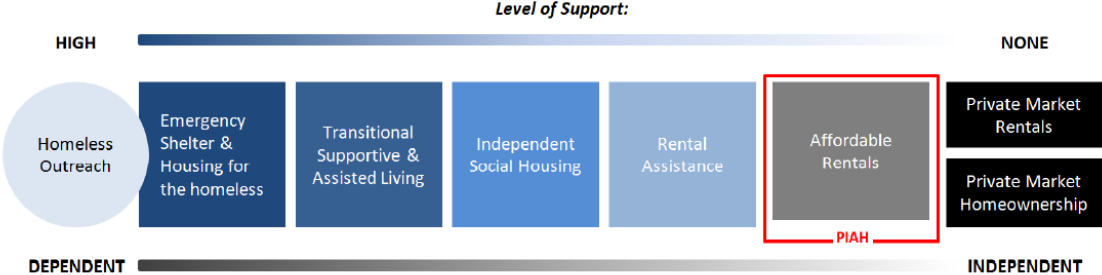 Level of Support:
HIGH
NONE
Homeless
Outreach
Emergency
Shelter &
Housing for
the homeless
Transitional
Supportive &
Assisted Living
Independent
Social Housing
Rental
Assistance
Affordable
Rentals
PIAH
Private Market
Rentals
Private Market
Homeownership
DEPENDENT
INDEPENDENT